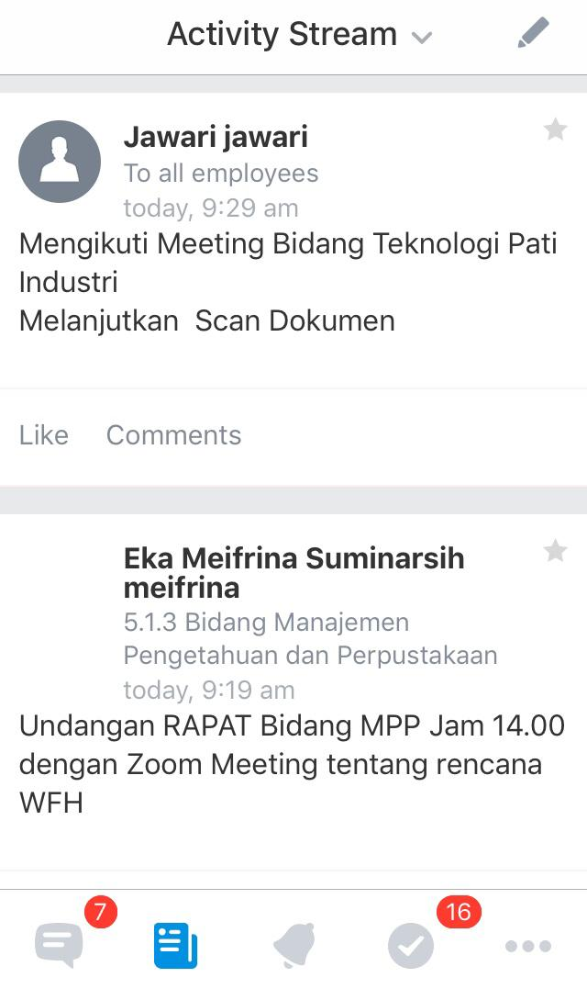 Activity Stream
Jawari jawari
To all employees
today, 9:29 am
Mengikuti Meeting Bidang Teknologi Pati
Industri
Melanjutkan  Scan Dokumen
Like Comments
Eka Meifrina Suminarsih
meifrina
5.1.3 Bidang Manajemen
Pengetahuan dan Perpustakaan
today, 9:19 am
Undangan RAPAT Bidang MPP Jam 14.00
dengan Zoom Meeting tentang rencana
WFH
7 16